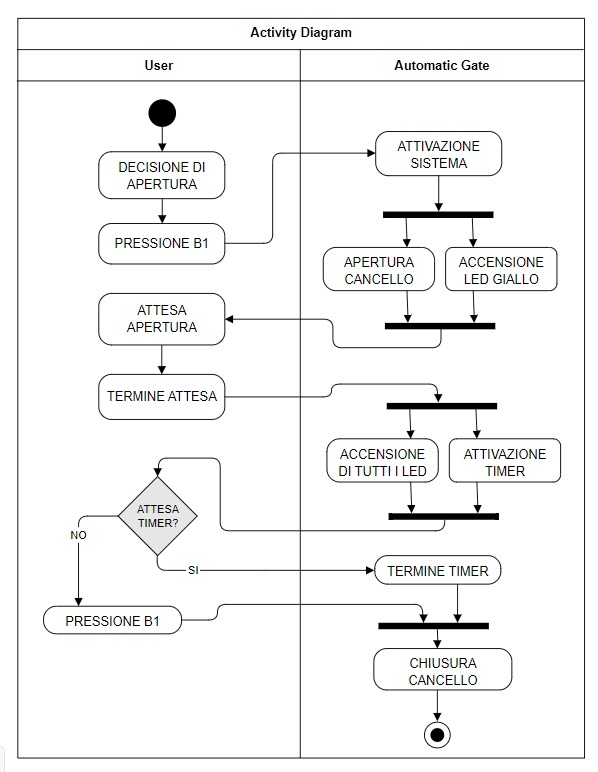 Activity Diagram
User
Automatic Gate
DECISIONE DI
APERTURA
ATTIVAZIONE
SISTEMA
PRESSIONE B1
APERTURA
CANCELLO
ACCENSIONE
LED GIALLO
ATTESA
APERTURA
TERMINE ATTESA
ACCENSIONE
DI TUTTI I LED
ATTIVAZIONE
TIMER
ATTESA
TIMER?
NO
SI
TERMINE TIMER
PRESSIONE B1
CHIUSURA
CANCELLO